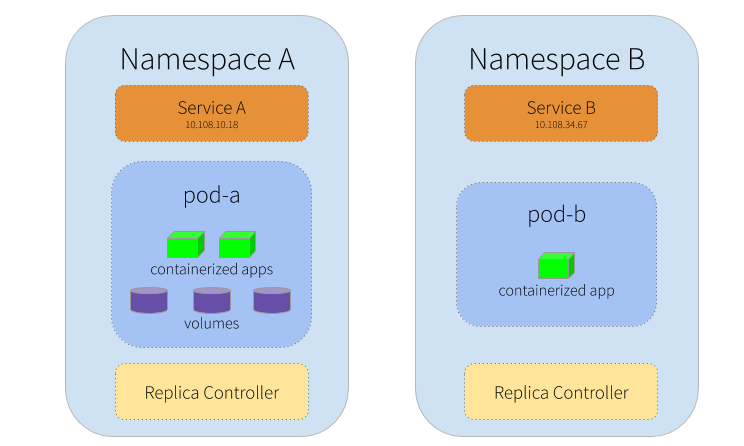 Namespace A
Service A
10.108.10.18
pod-a
containerized apps
volumes
Replica Controller
Namespace B
Service B
10.108.34.67
pod-b
containerized app
Replica Controller